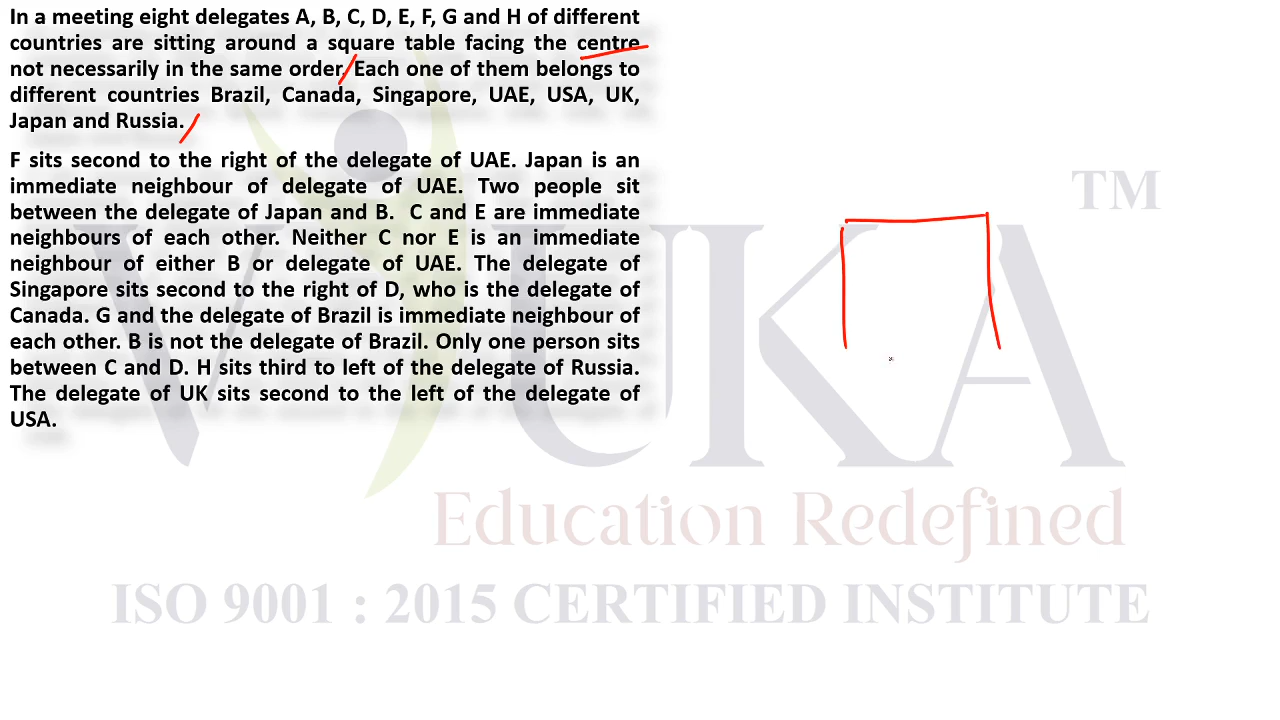 In a meeting eight delegates A, B, C, D, E, F, G and H of different
countries are sitting around a square table facing the centre
not necessarily in the same order. Each one of them belongs to
different countries Brazil, Canada, Singapore, UAE, USA, UK,
Japan and Russia.
F sits second to the right of the delegate of UAE. Japan is an
immediate neighbour of delegate of UAE. Two people sit
between the delegate of Japan and B. C and E are immediate
neighbours of each other. Neither C nor E is an immediate
neighbour of either B or delegate of UAE. The delegate of
Singapore sits second to the right of D, who is the delegate of
Canada. G and the delegate of Brazil is immediate neighbour of
each other. B is not the delegate of Brazil. Only one person sits
between C and D. H sits third to left of the delegate of Russia.
The delegate of UK sits second to the left of the delegate of
USA.
TM
VIUKA
Education Redefined
ISO 9001 : 2015 CERTIFIED INSTITUTE